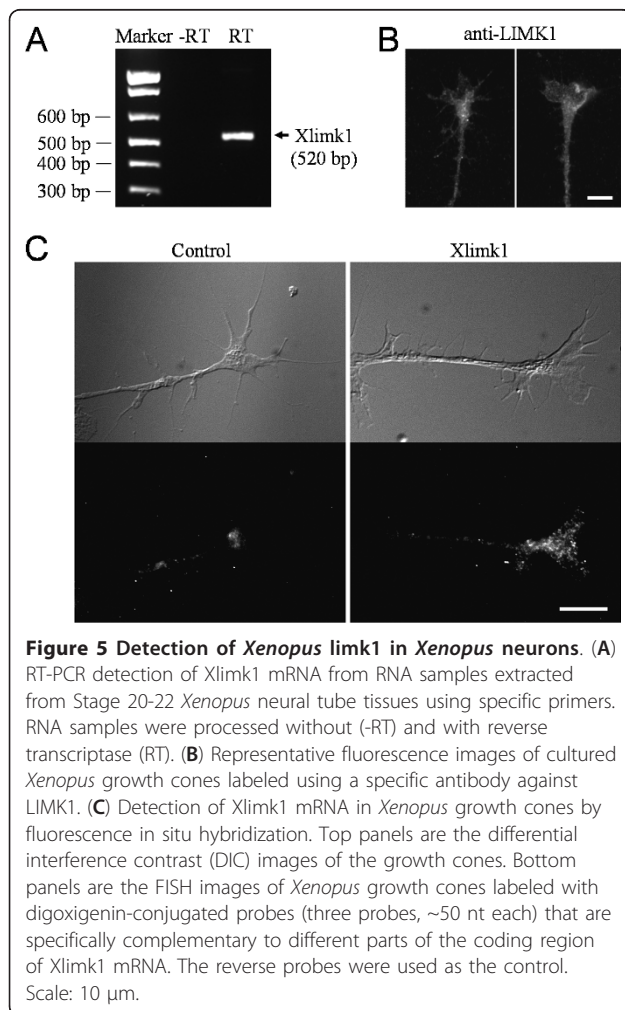 A
Marker -RT RT
600 bp
500 bp
400 bp
300 bp
Xlimk1
(520 bp)
B
anti-LIMK1
C
Control
Xlimk1
Figure 5 Detection of Xenopus limk1 in Xenopus neurons. (A)
RT-PCR detection of Xlimk1 mRNA from RNA samples extracted
from Stage 20-22 Xenopus neural tube tissues using specific primers.
RNA samples were processed without (-RT) and with reverse
transcriptase (RT). (B) Representative fluorescence images of cultured
Xenopus growth cones labeled using a specific antibody against
LIMK1. (C) Detection of Xlimk1 mRNA in Xenopus growth cones by
fluorescence in situ hybridization. Top panels are the differential
interference contrast (DIC) images of the growth cones. Bottom
panels are the FISH images of Xenopus growth cones labeled with
digoxigenin-conjugated probes (three probes, ~50 nt each) that are
specifically complementary to different parts of the coding region
of Xlimk1 mRNA. The reverse probes were used as the control.
Scale: 10 μm.